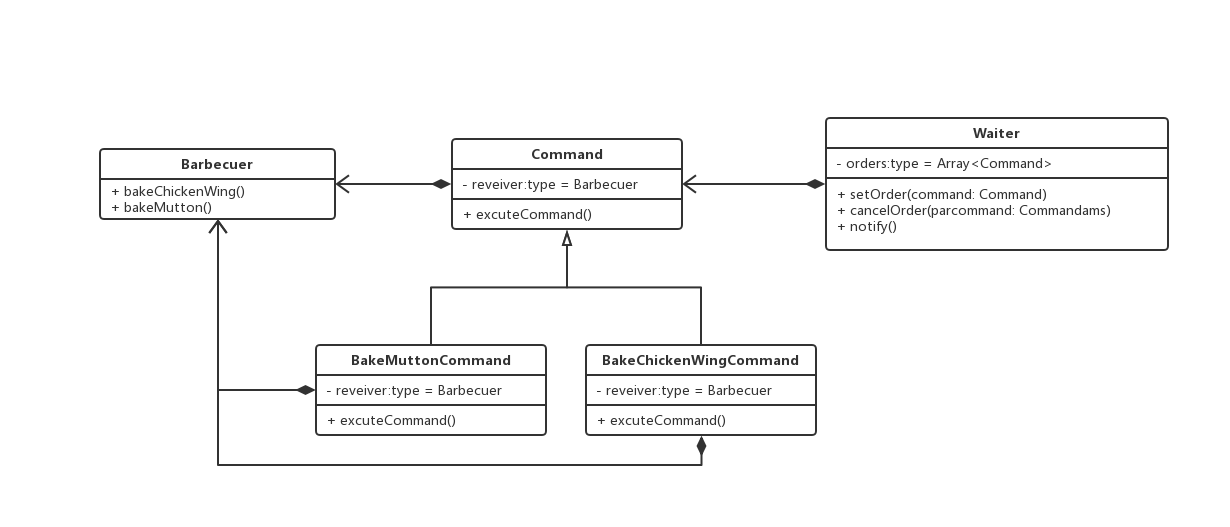 Barbecuer
+ bakeChickenWing()
+ bakeMutton()
Command
- reveiver:type = Barbecuer
+ excuteCommand()
Waiter
- orders:type = Array<Command>
+ setOrder(command: Command)
+ cancelOrder(parcommand: Commandams)
+ notify()
BakeMuttonCommand
- reveiver:type = Barbecuer
+ excuteCommand()
BakeChickenWingCommand
- reveiver:type = Barbecuer
+ excuteCommand()